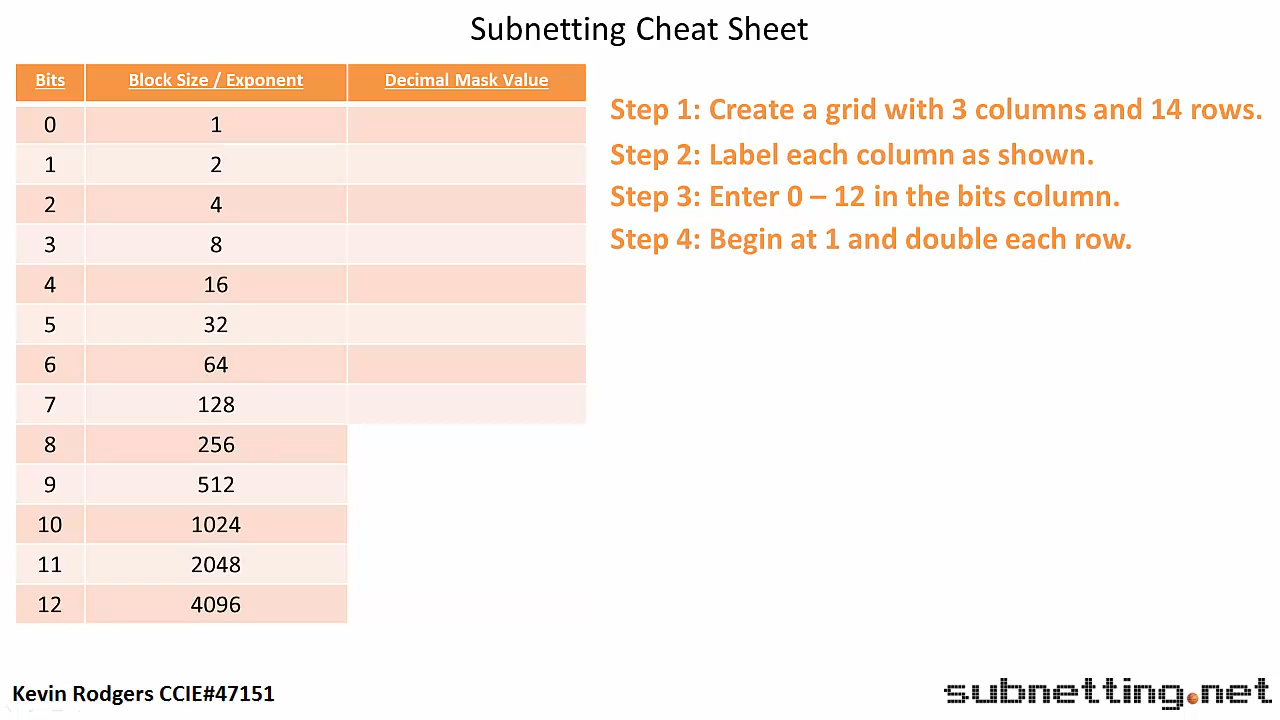 Subnetting Cheat Sheet
Bits Block Size / Exponent Decimal Mask Value
0 1
1 2
2 4
3 8
4 16
5 32
6 64
7 128
8 256
9 512
10 1024
11 2048
12 4096
Step 1: Create a grid with 3 columns and 14 rows.
Step 2: Label each column as shown.
Step 3: Enter 0 – 12 in the bits column.
Step 4: Begin at 1 and double each row.
Kevin Rodgers CCIE#47151
subnetting.net